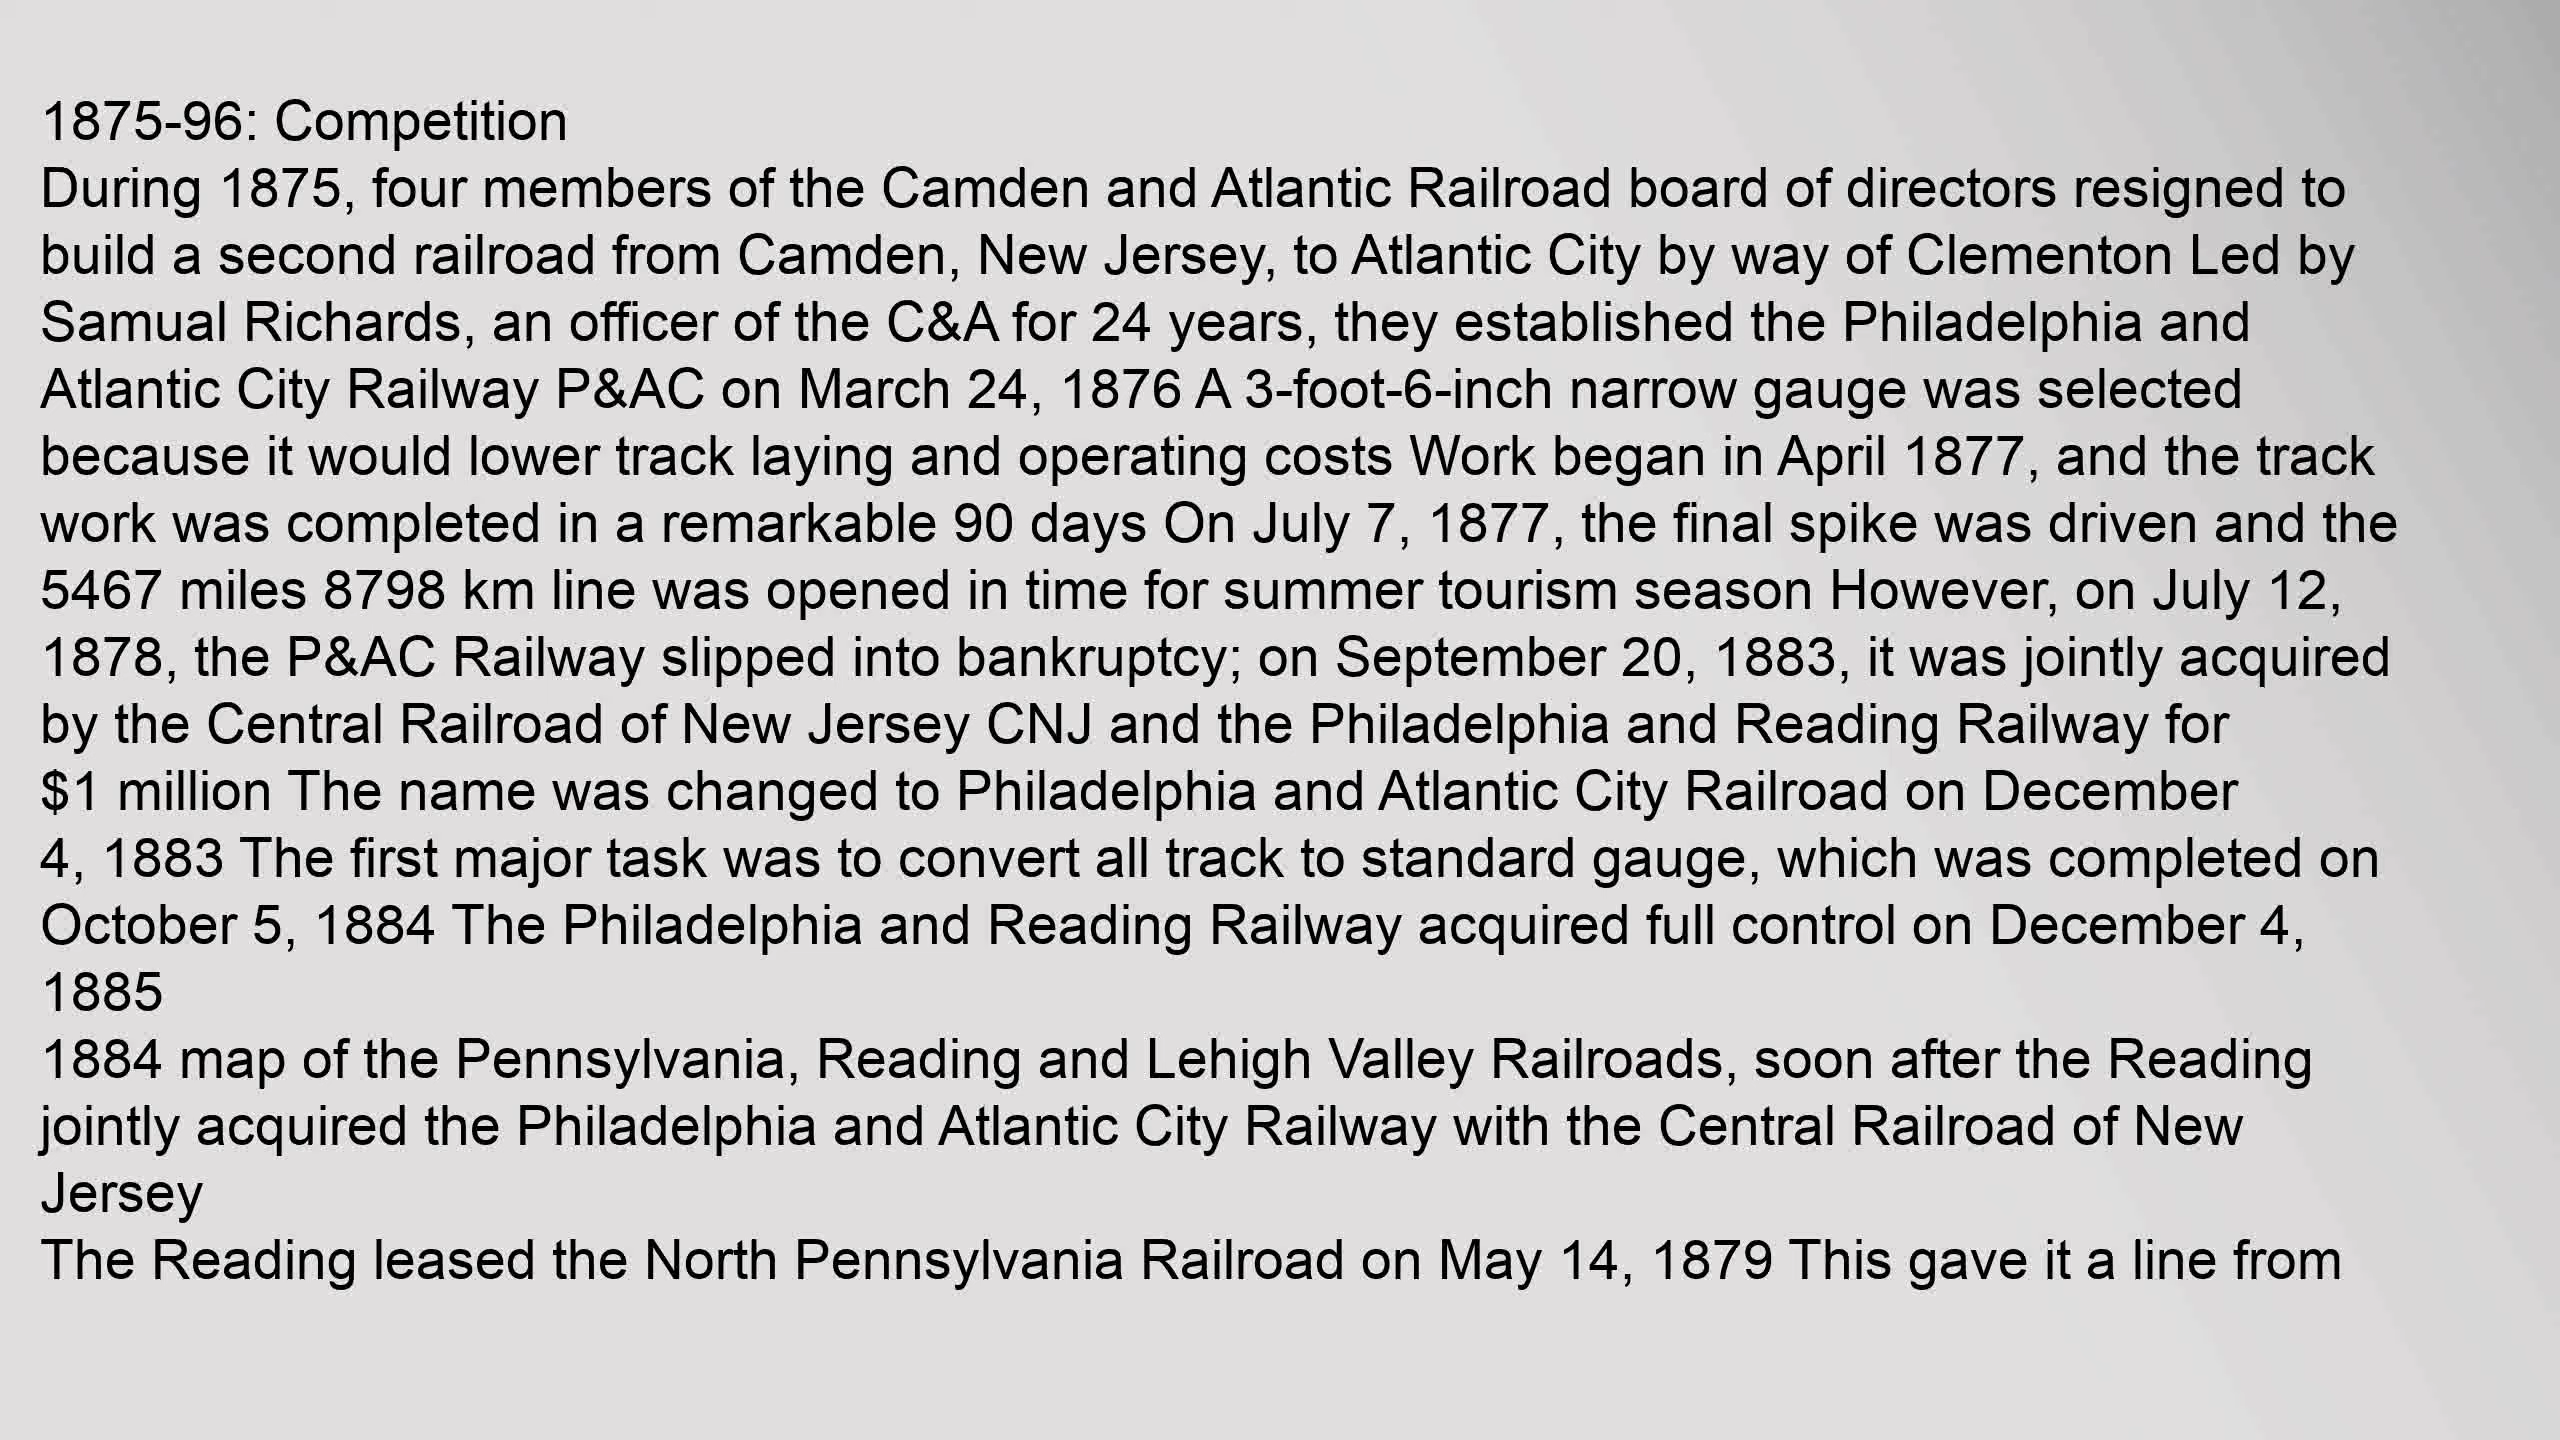 1875-96: Competition
During 1875, four members of the Camden and Atlantic Railroad board of directors resigned to
build a second railroad from Camden, New Jersey, to Atlantic City by way of Clementon Led by
Samual Richards, an officer of the C&A for 24 years, they established the Philadelphia and
Atlantic City Railway P&AC on March 24, 1876 A 3-foot-6-inch narrow gauge was selected
because it would lower track laying and operating costs Work began in April 1877, and the track
work was completed in a remarkable 90 days On July 7, 1877, the final spike was driven and the
5467 miles 8798 km line was opened in time for summer tourism season However, on July 12,
1878, the P&AC Railway slipped into bankruptcy; on September 20, 1883, it was jointly acquired
by the Central Railroad of New Jersey CNJ and the Philadelphia and Reading Railway for
$1 million The name was changed to Philadelphia and Atlantic City Railroad on December
4, 1883 The first major task was to convert all track to standard gauge, which was completed on
October 5, 1884 The Philadelphia and Reading Railway acquired full control on December 4,
1885
1884 map of the Pennsylvania, Reading and Lehigh Valley Railroads, soon after the Reading
jointly acquired the Philadelphia and Atlantic City Railway with the Central Railroad of New
Jersey
The Reading leased the North Pennsylvania Railroad on May 14, 1879 This gave it a line from